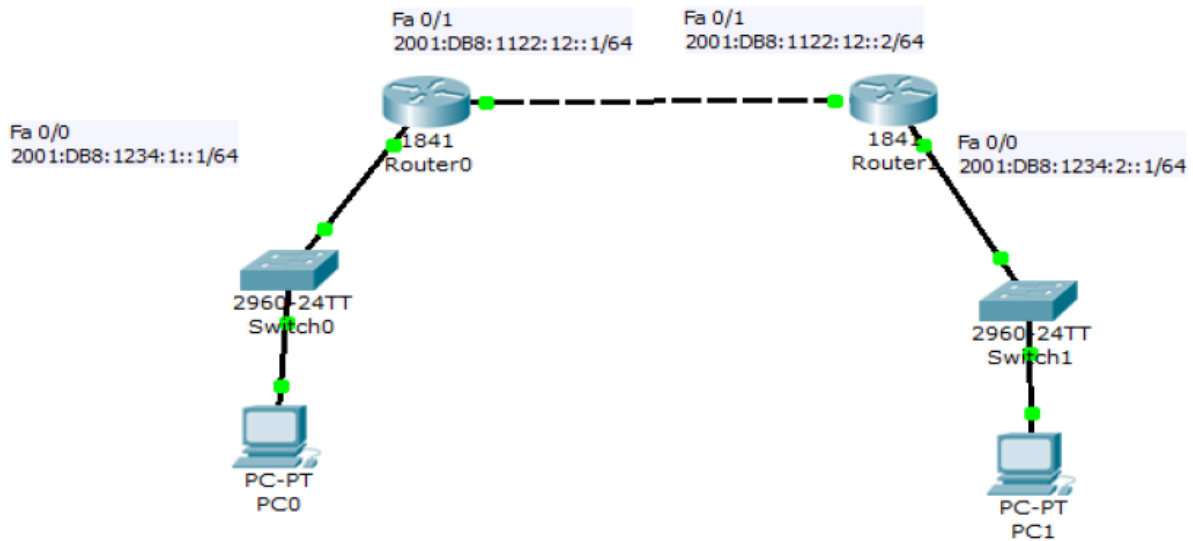 Fa 0/1
2001:DB8:1122:12::1/64
Fa 0/1
2001:DB8:1122:12::2/64
Fa 0/0
2001:DB8:1234:1::1/64
1841
Router0
1841
Router1
Fa 0/0
2001:DB8:1234:2::1/64
2960-24TT
Switch0
2960-24TT
Switch1
PC-PT
PC0
PC-PT
PC1